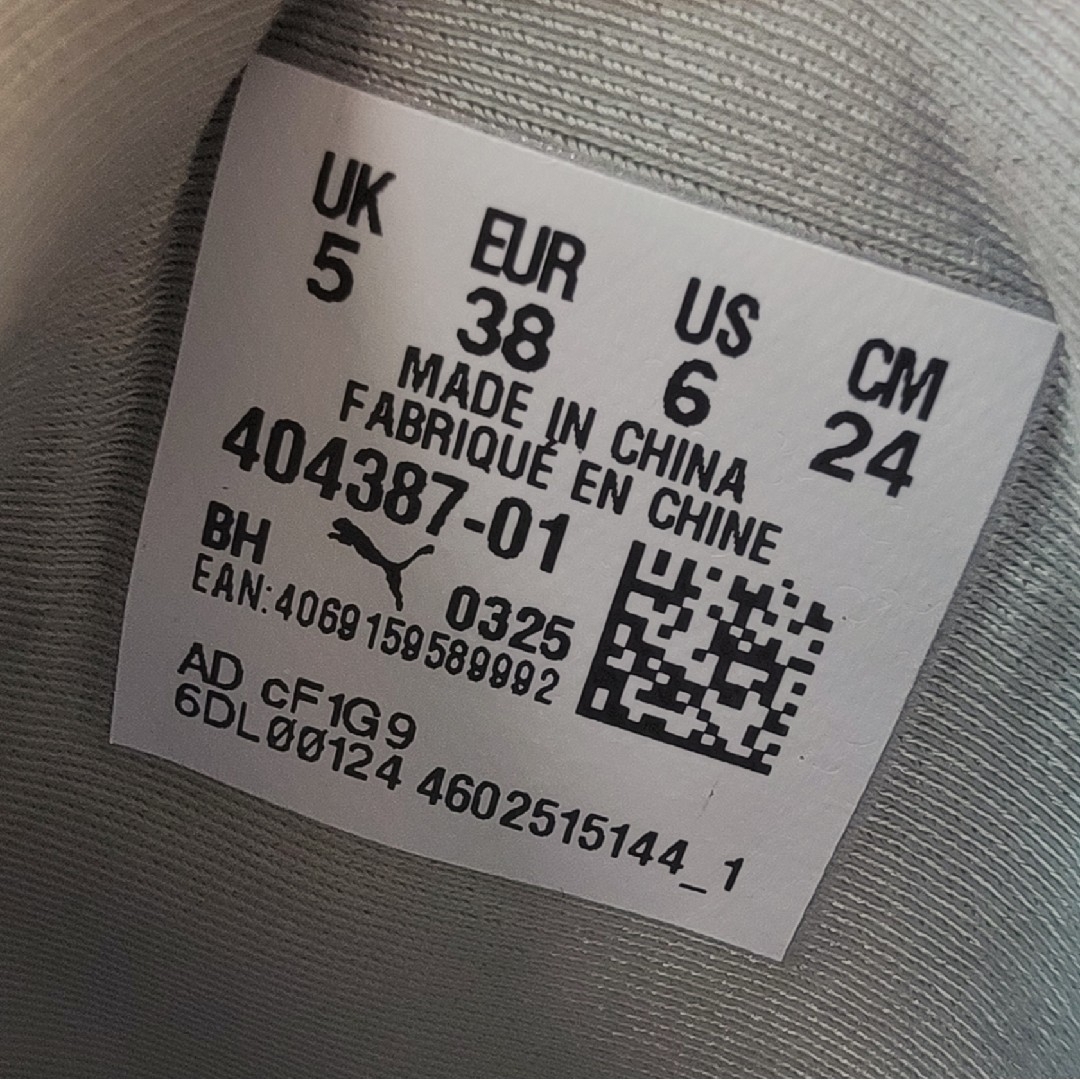 UK EUR US CM
5 38 6 24
MADE IN CHINA
FABRIQUÉ EN CHINE
404387-01
BH 0325
EAN:4069159589992
AD cF1G9
6DL00124 4602515144_1